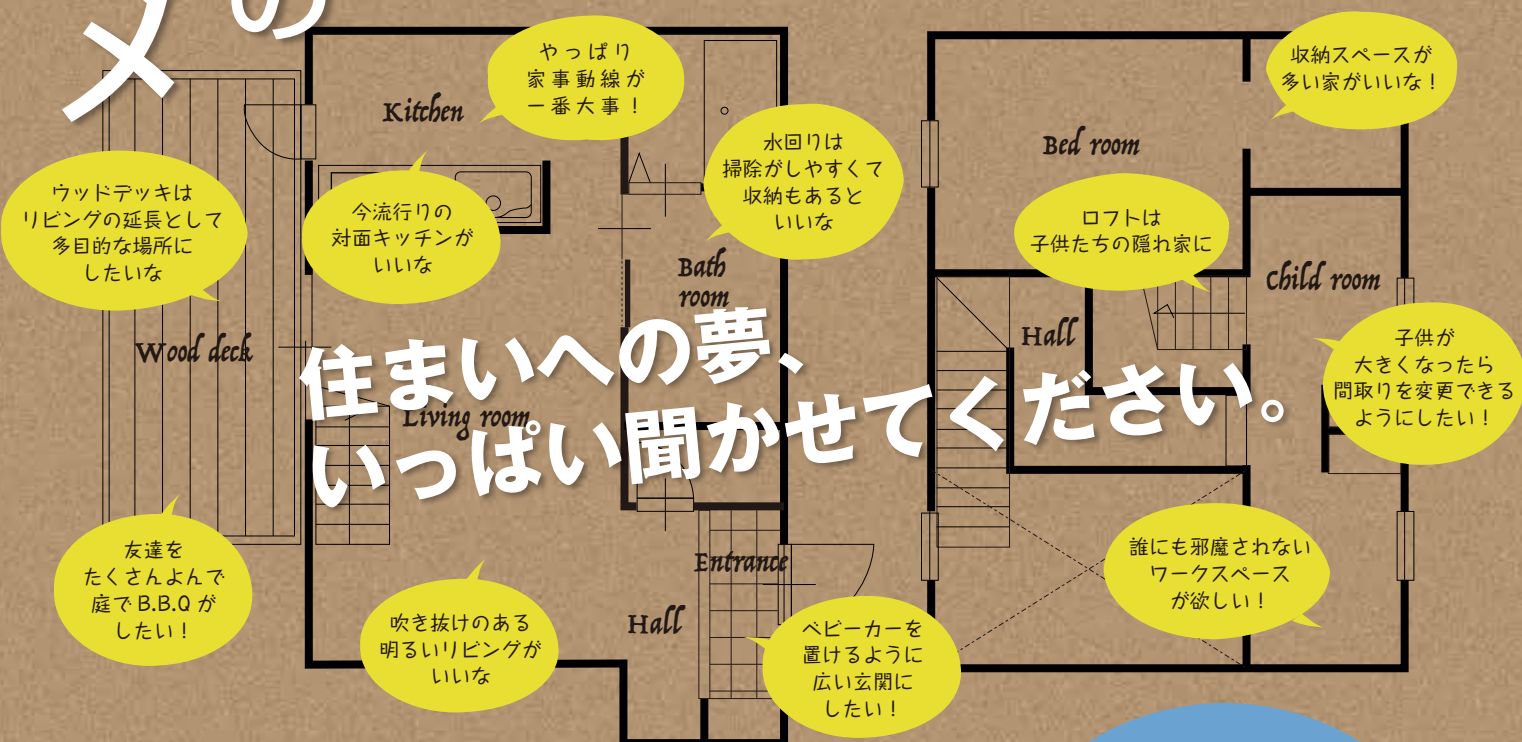 メの
やっぱり
家事動線が
一番大事！
Kitchen
水回りは
掃除がしやすくて
収納もあると
いいな
今流行りの
対面キッチンが
いいな
ウッドデッキは
リビングの延長として
多目的な場所に
したいな
Bath
room
Wood deck
収納スペースが
多い家がいいな！
Bed room
ロフトは
子供たちの隠れ家に
Child room
Hall
子供が
大きくなったら
間取りを変更できる
ようにしたい！
住まいへの夢、
いっぱい聞かせてください。
Living room
友達を
たくさんよんで
庭でB.B.Qが
したい！
吹き抜けのある
明るいリビングが
いいな
Entrance
Hall
ベビーカーを
置けるように
広い玄関に
したい！
誰にも邪魔されない
ワークスペース
が欲しい！